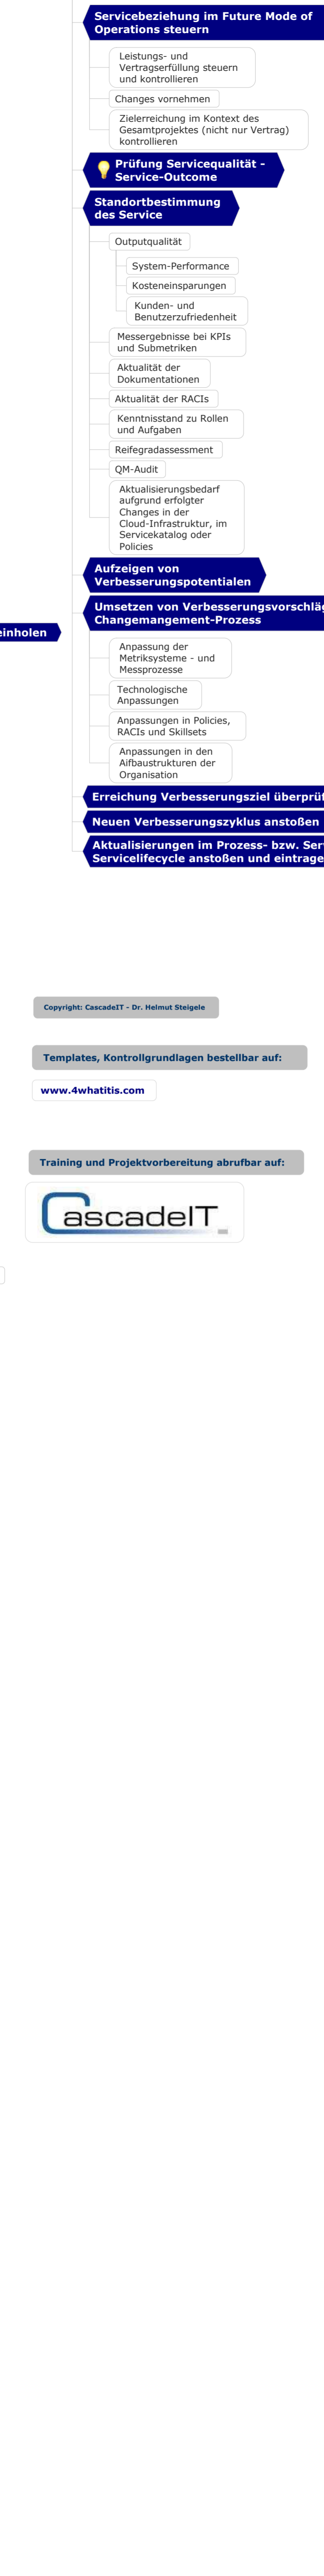 Servicebeziehung im Future Mode of
Operations steuern
Leistungs- und
Vertragserfüllung steuern
und kontrollieren
Changes vornehmen
Zielerreichung im Kontext des
Gesamtprojektes (nicht nur Vertrag)
kontrollieren
Prüfung Servicequalität -
Service-Outcome
Standortbestimmung
des Service
Outputqualität
System-Performance
Kosteneinsparungen
Kunden- und
Benutzerzufriedenheit
Messergebnisse bei KPIs
und Submetriken
Aktualität der
Dokumentationen
Aktualität der RACIs
Kenntnisstand zu Rollen
und Aufgaben
Reifegradassessment
QM-Audit
Aktualisierungsbedarf
aufgrund erfolgter
Changes in der
Cloud-Infrastruktur, im
Servicekatalog oder
Policies
Aufzeigen von
Verbesserungspotentialen
Umsetzen von Verbesserungsvorschläg
Changemangement-Prozess
einholen
Anpassung der
Metriksysteme - und
Messprozesse
Technologische
Anpassungen
Anpassungen in Policies,
RACIs und Skillsets
Anpassungen in den
Aifbaustrukturen der
Organisation
Erreichung Verbesserungsziel überprüf
Neuen Verbesserungszyklus anstoßen
Aktualisierungen im Prozess- bzw. Ser
Servicelifecycle anstoßen und eintrage
Copyright: CascadeIT - Dr. Helmut Steigele
Templates, Kontrollgrundlagen bestellbar auf:
www.4whatitis.com
Training und Projektvorbereitung abrufbar auf:
CascadeIT